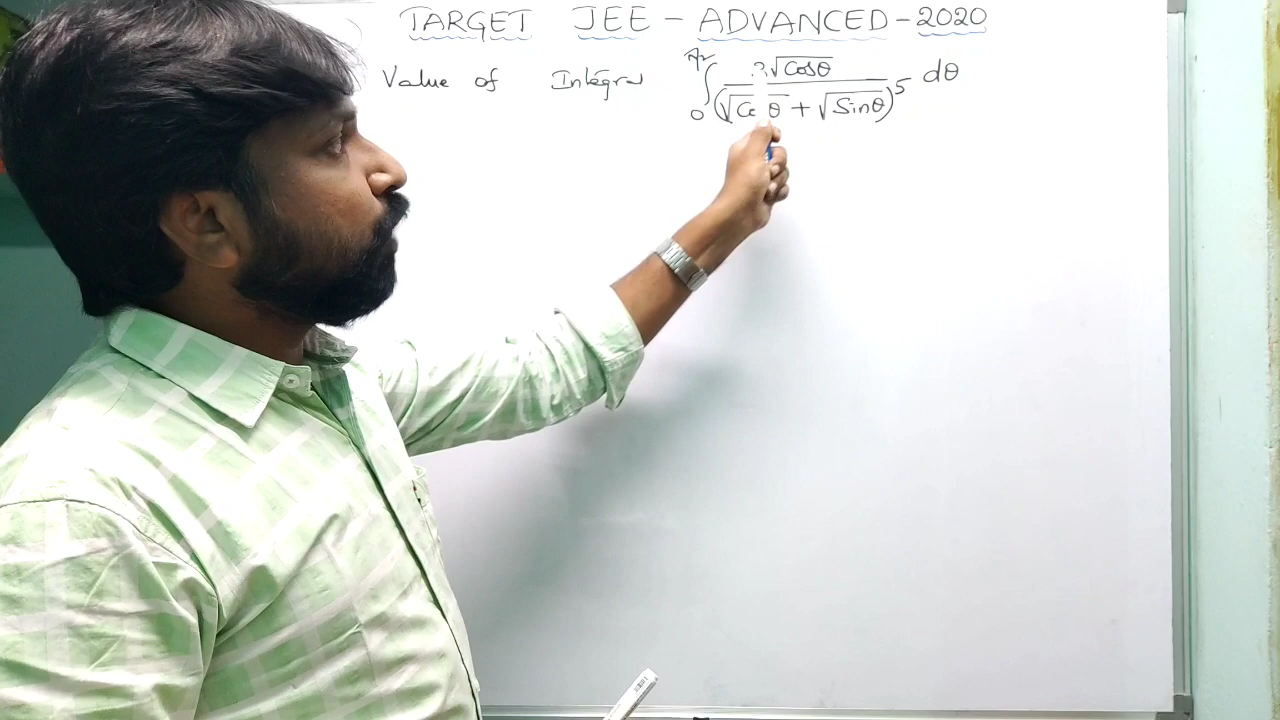 TARGET JEE - ADVANCED - 2020
Value of Integral ∫₀^{π/2} 3√Cosθ / (√Cosθ + √Sinθ)⁵ dθ